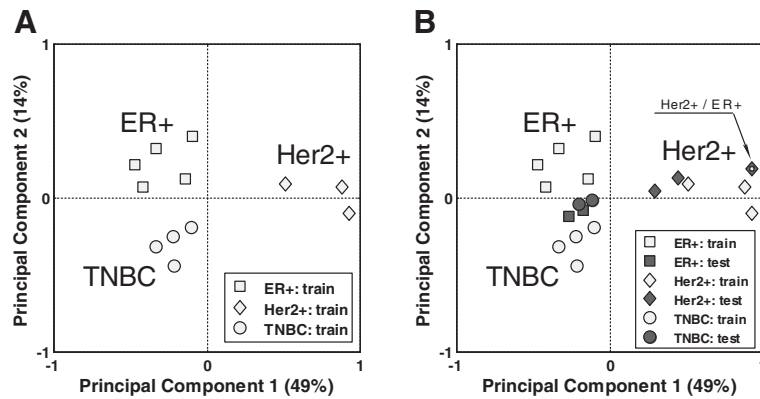 A
1
Principal Component 2 (14%)
ER+
Her2+
0
TNBC
ER+: train
Her2+: train
TNBC: train
-1
-1
0
1
Principal Component 1 (49%)
B
1
Principal Component 2 (14%)
Her2+ / ER+
ER+
Her2+
0
TNBC
ER+: train
ER+: test
Her2+: train
Her2+: test
TNBC: train
TNBC: test
-1
-1
0
1
Principal Component 1 (49%)